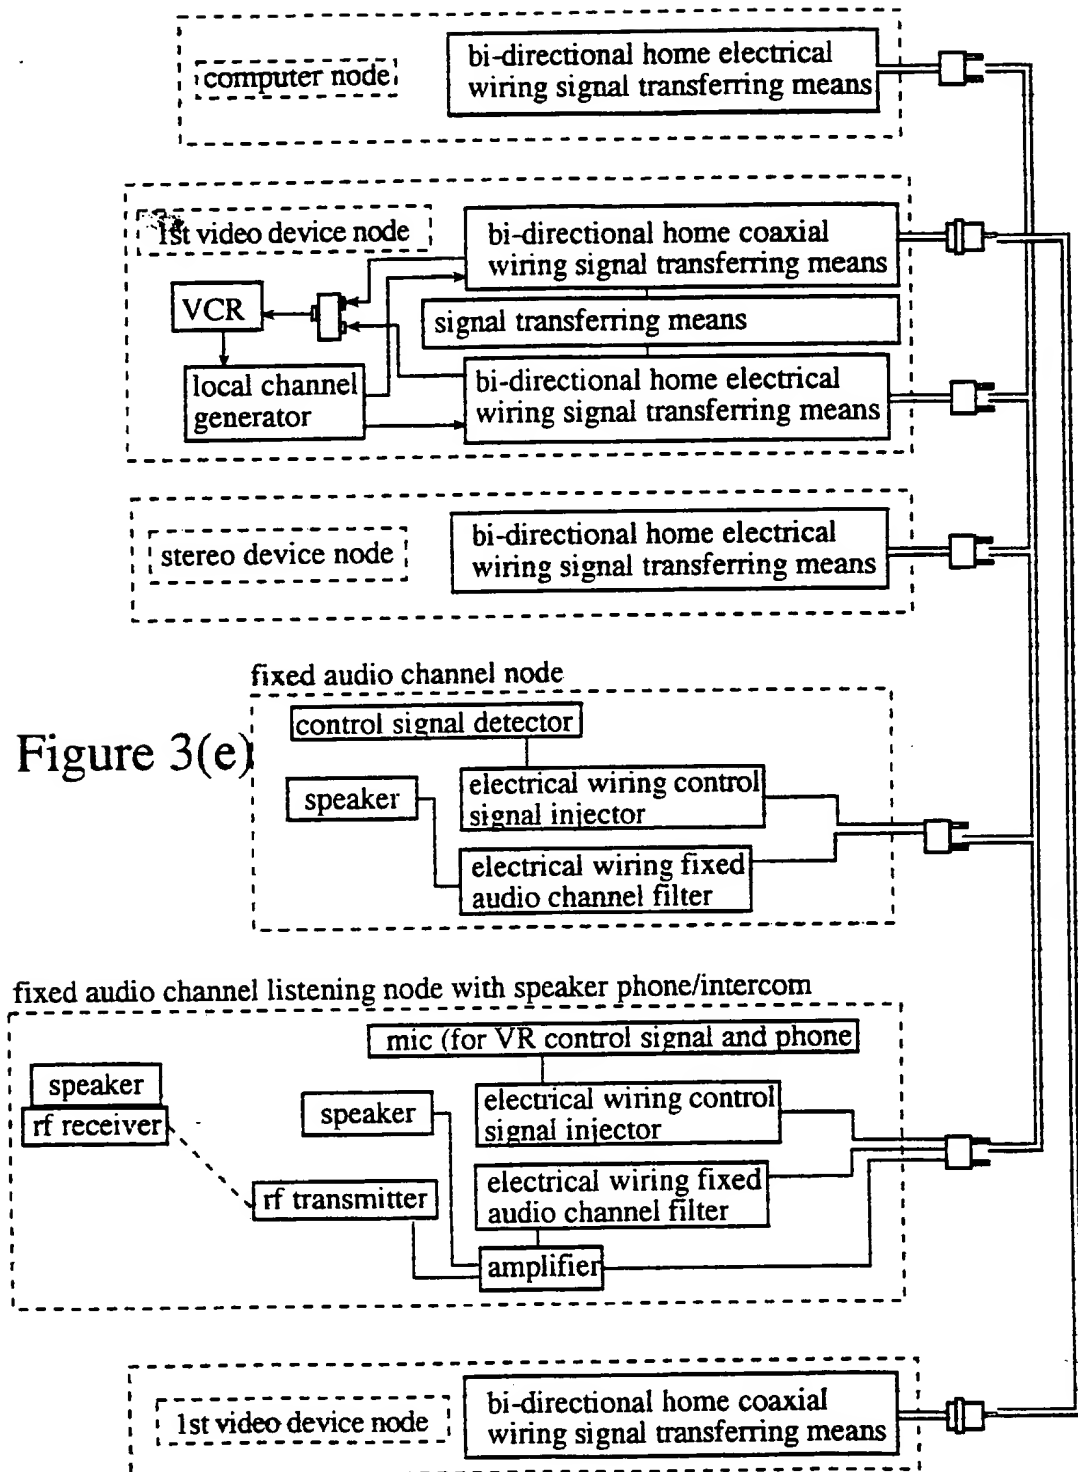 computer node
bi-directional home electrical
wiring signal transferring means
1st video device node
bi-directional home coaxial
wiring signal transferring means
VCR
signal transferring means
local channel
generator
bi-directional home electrical
wiring signal transferring means
stereo device node
bi-directional home electrical
wiring signal transferring means
fixed audio channel node
control signal detector
Figure 3(e)
speaker
electrical wiring control
signal injector
electrical wiring fixed
audio channel filter
fixed audio channel listening node with speaker phone/intercom
mic (for VR control signal and phone
speaker
rf receiver
speaker
electrical wiring control
signal injector
rf transmitter
electrical wiring fixed
audio channel filter
amplifier
1st video device node
bi-directional home coaxial
wiring signal transferring means